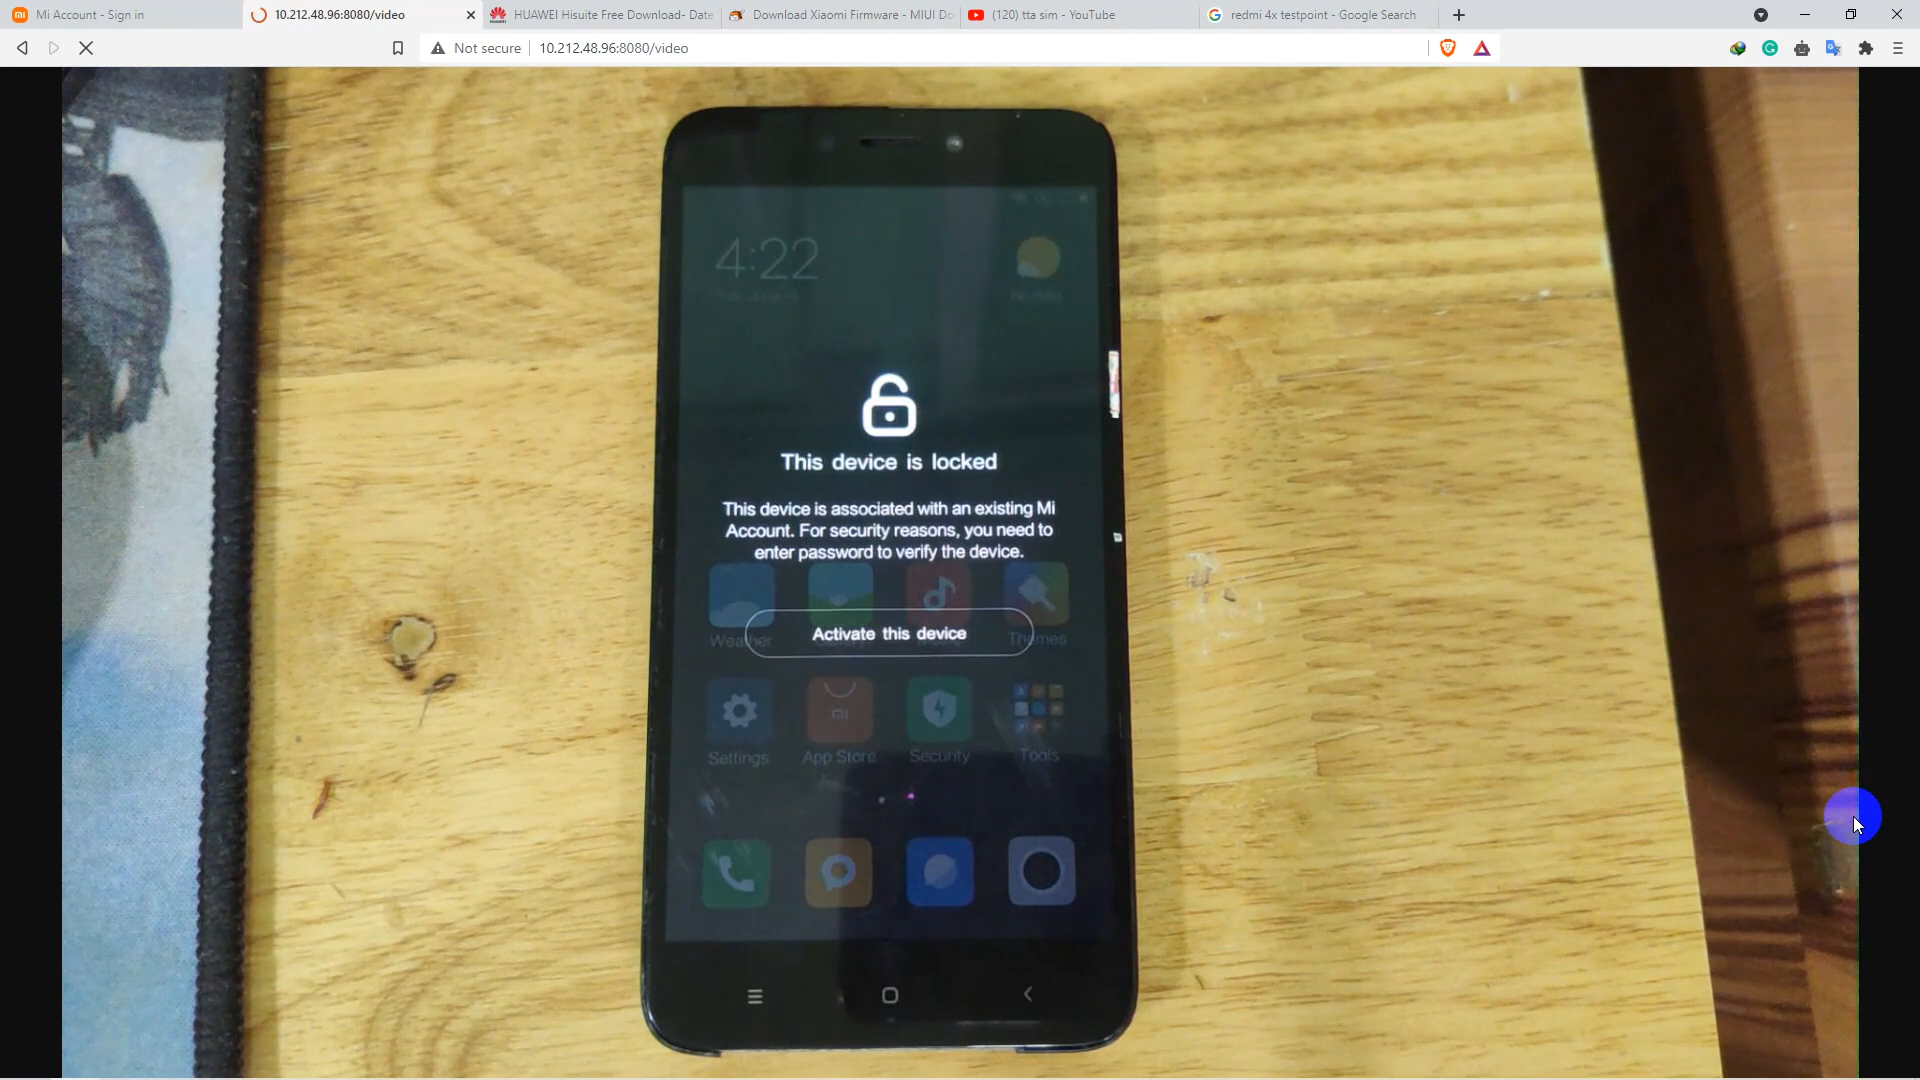 Mi Account - Sign in
10.212.48.96:8080/video
HUAWEI Hisuite Free Download- Date
Download Xiaomi Firmware - MIUI Do
(120) tta sim - YouTube
redmi 4x testpoint - Google Search
Not secure
10.212.48.96:8080/video
4:22
This device is locked
This device is associated with an existing Mi
Account. For security reasons, you need to
enter password to verify the device.
Activate this device
Weather
Themes
Settings
App Store
Security
Tools
mi